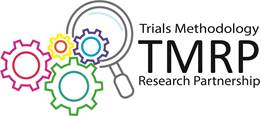 Trials Methodology
TMRP
Research Partnership